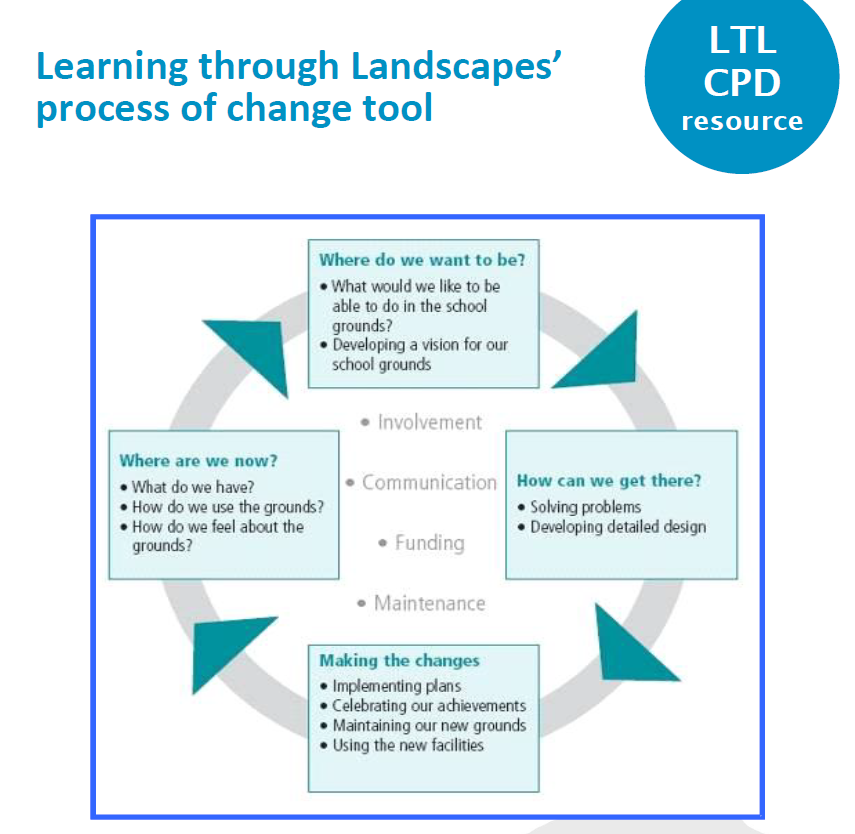 Learning through Landscapes’
process of change tool
LTL
CPD
resource
Where do we want to be?
• What would we like to be
able to do in the school
grounds?
• Developing a vision for our
school grounds
Where are we now?
• What do we have?
• How do we use the grounds?
• How do we feel about the
grounds?
• Involvement
• Communication
• Funding
• Maintenance
How can we get there?
• Solving problems
• Developing detailed design
Making the changes
• Implementing plans
• Celebrating our achievements
• Maintaining our new grounds
• Using the new facilities